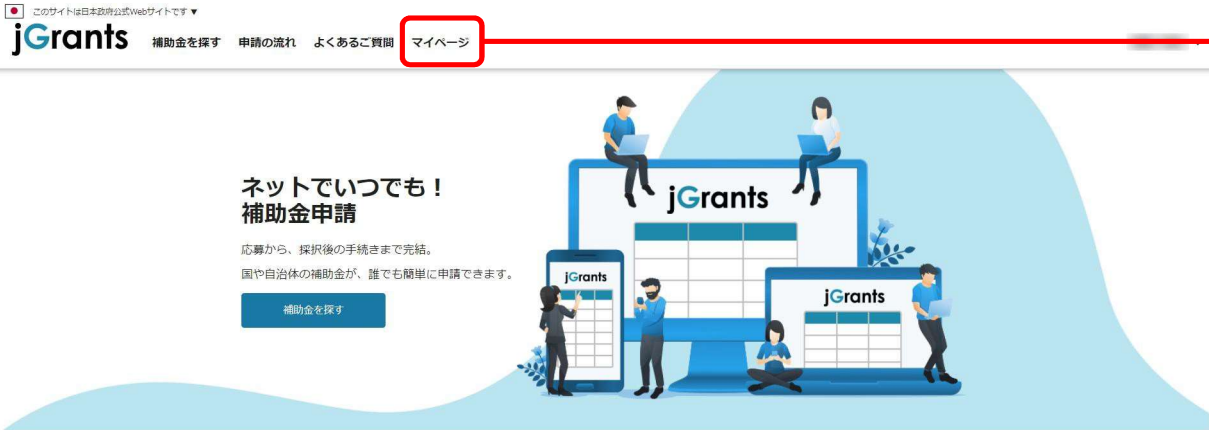 このサイトは日本政府公式Webサイトです ▼
jGrants 補助金を探す 申請の流れ よくあるご質問 マイページ
ネットでいつでも！
補助金申請
応募から、採択後の手続きまで完結。
国や自治体の補助金が、誰でも簡単に申請できます。
補助金を探す
jGrants
jGrants
jGrants